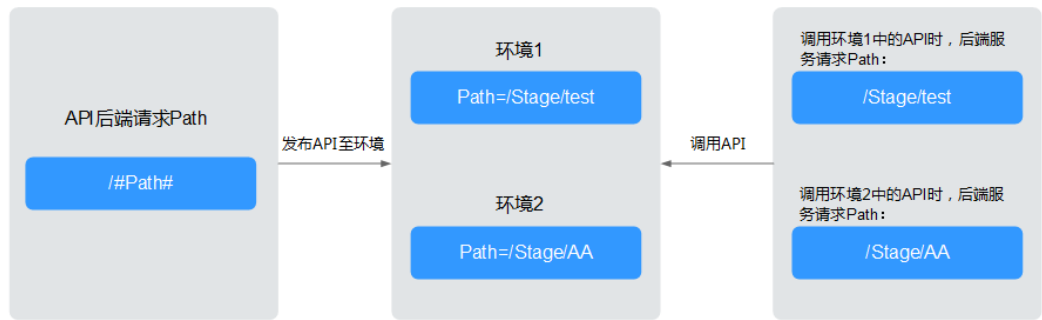 API后端请求Path
/#Path#
发布API至环境
环境1
Path=/Stage/test
环境2
Path=/Stage/AA
调用API
调用环境1中的API时，后端服
务请求Path：
/Stage/test
调用环境2中的API时，后端服
务请求Path：
/Stage/AA